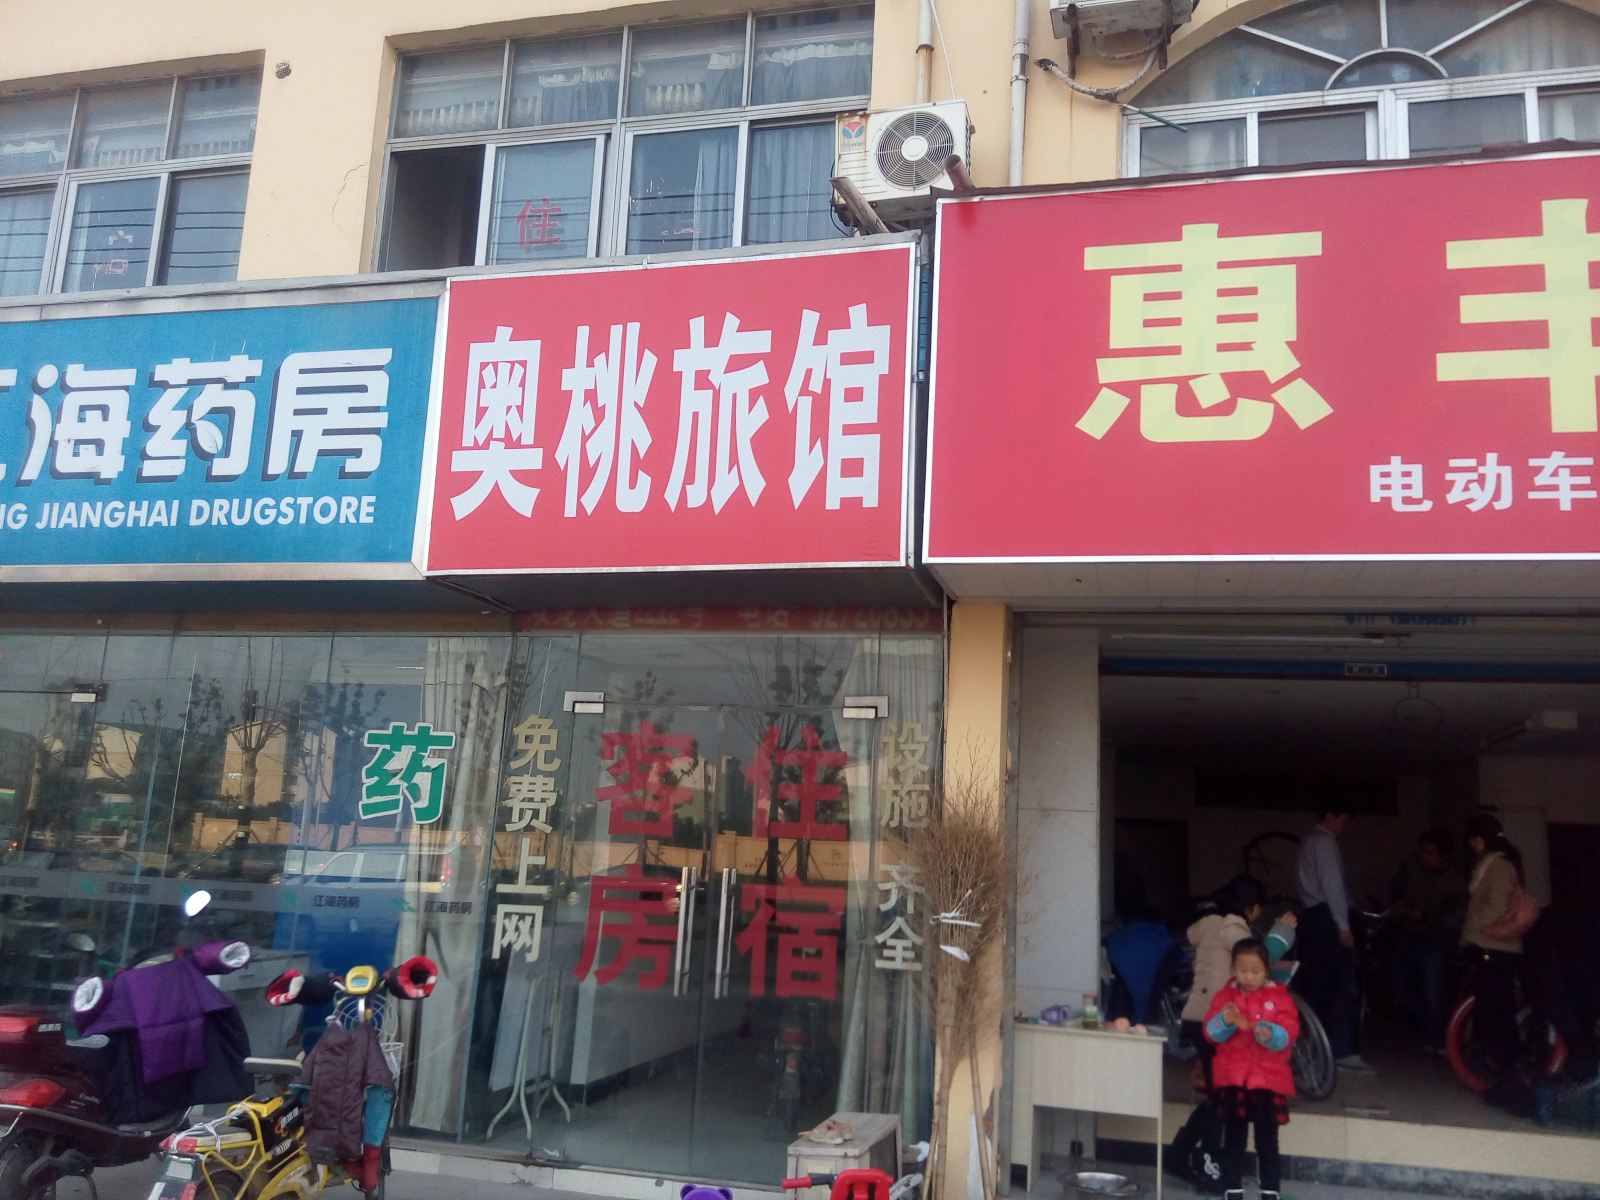 住
海药房
JIANGHAI DRUGSTORE
奥桃旅馆
惠丰
电动车
药
免费上网
客房
住宿
设施齐全
江海药房
江海药房